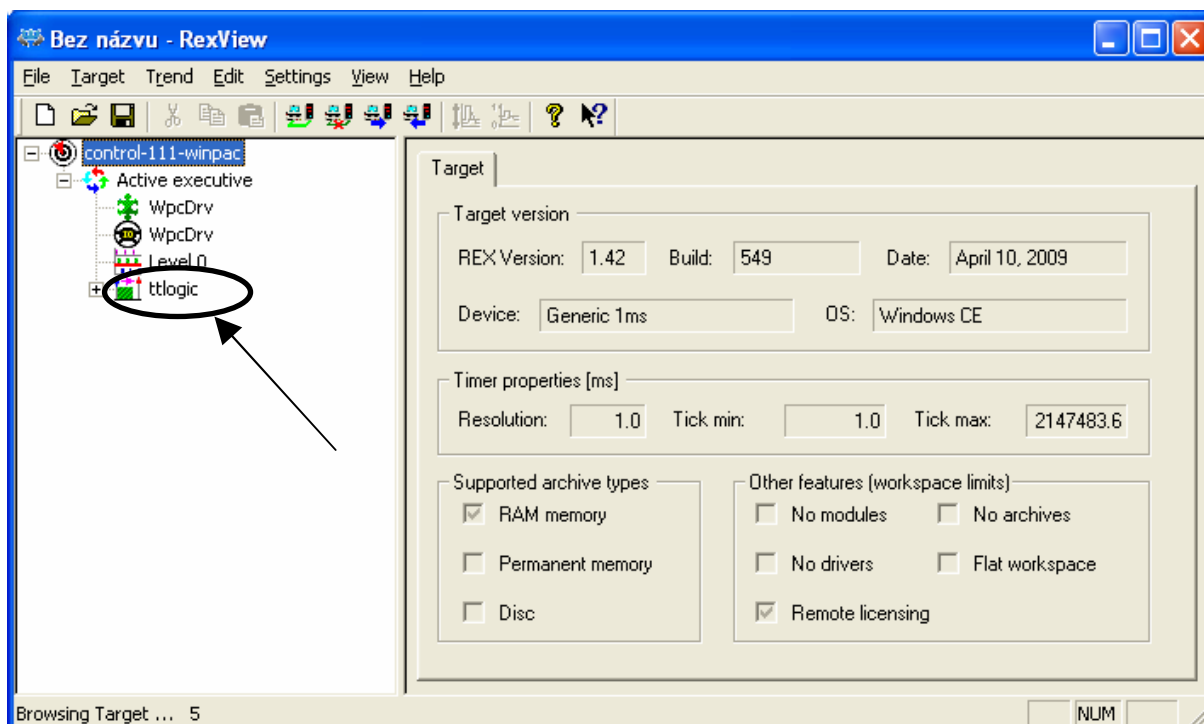 Bez názvu - RexView
File Target Trend Edit Settings View Help
control-111-winpac
Active executive
WpcDrv
WpcDrv
Level 0
ttlogic
Target
Target version
REX Version: 1.42 Build: 549 Date: April 10, 2009
Device: Generic 1ms OS: Windows CE
Timer properties [ms]
Resolution: 1.0 Tick min: 1.0 Tick max: 2147483.6
Supported archive types
RAM memory
Permanent memory
Disc
Other features (workspace limits)
No modules No archives
No drivers Flat workspace
Remote licensing
Browsing Target ... 5 NUM